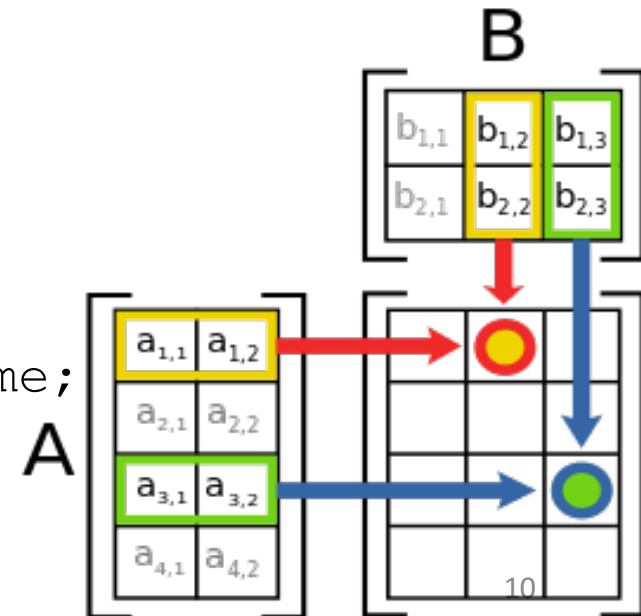 B
b1,1 b1,2 b1,3
b2,1 b2,2 b2,3
me;
A
a1,1 a1,2
a2,1 a2,2
a3,1 a3,2
a4,1 a4,2
10